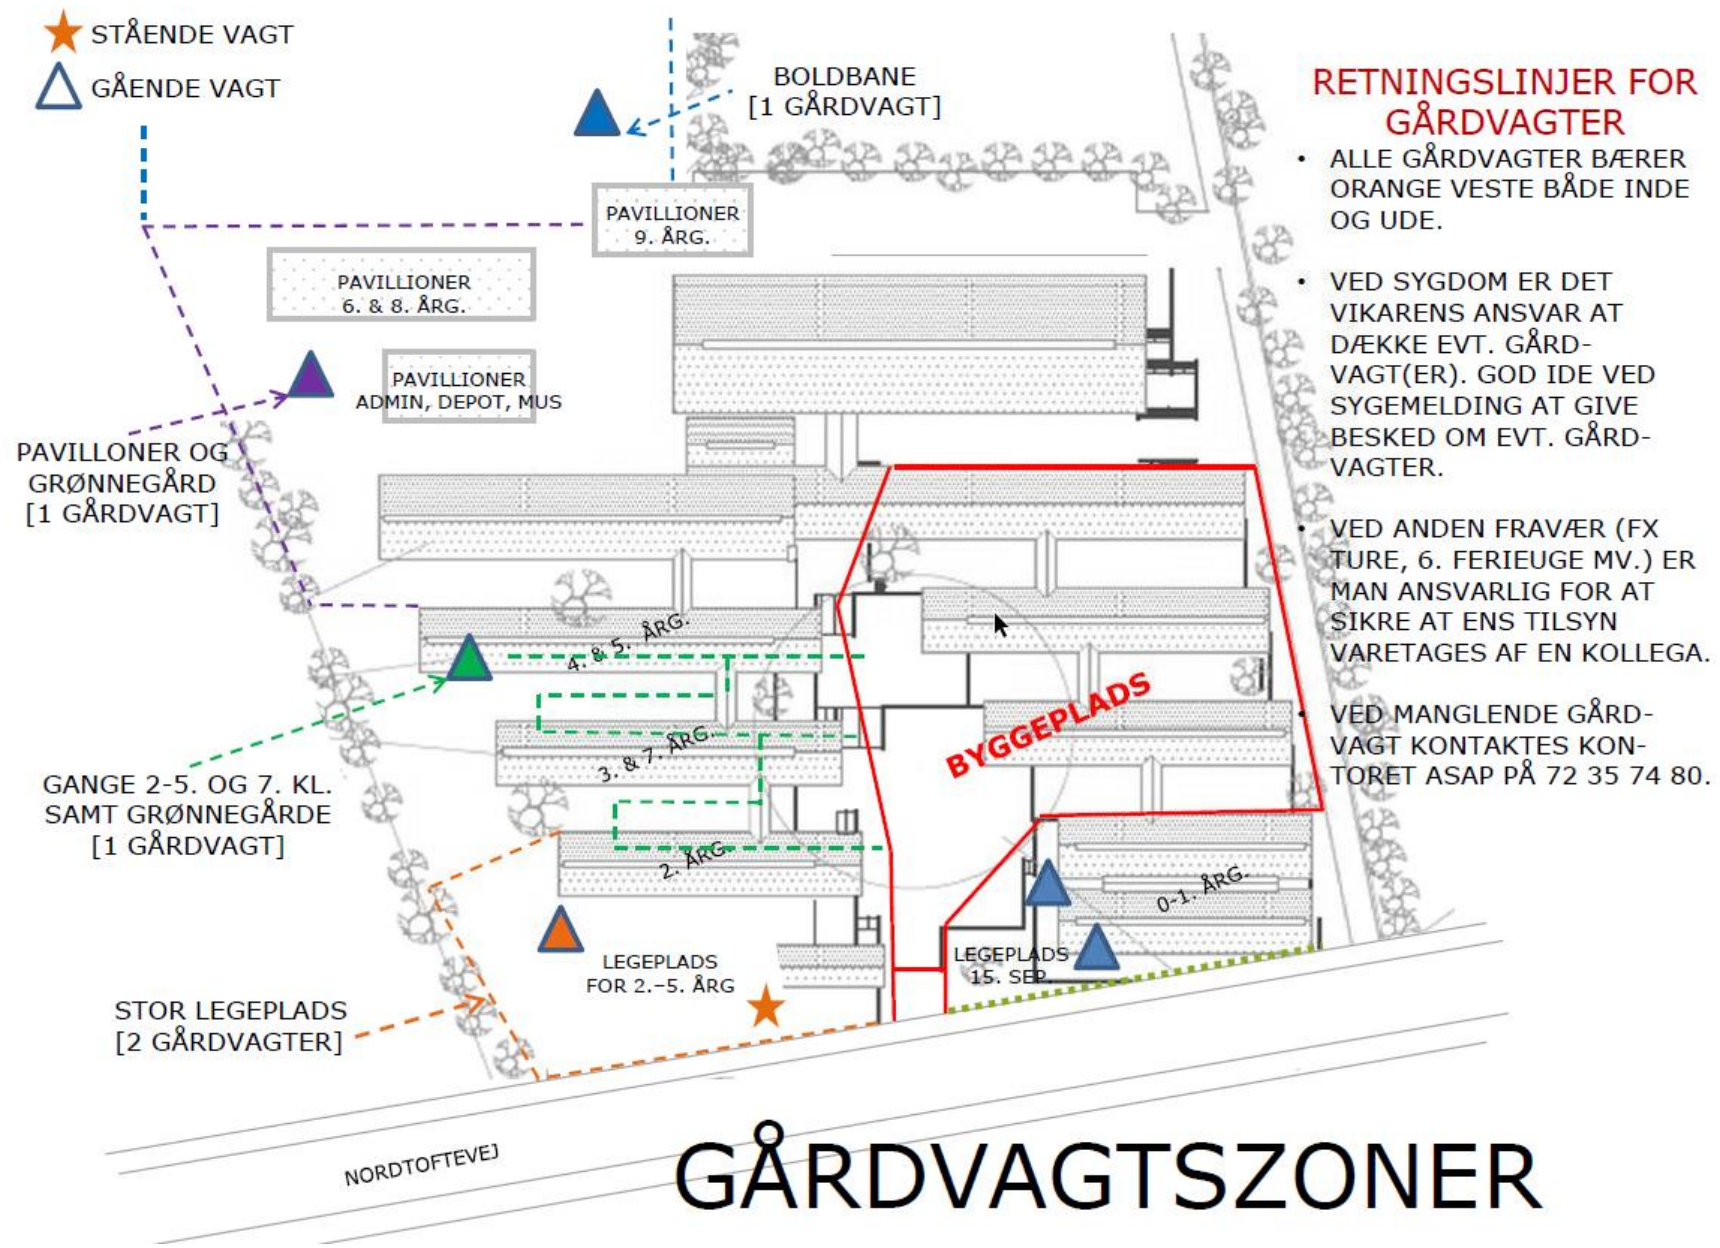 STÅENDE VAGT
GÅENDE VAGT
BOLDBANE
[1 GÅRDVAGT]
PAVILLIONER
9. ÅRG.
PAVILLIONER
6. & 8. ÅRG.
PAVILLIONER
ADMIN, DEPOT, MUS
PAVILLONER OG
GRØNNEGÅRD
[1 GÅRDVAGT]
4. & 5. ÅRG.
3. & 7. ÅRG.
2. ÅRG.
GANGE 2-5. OG 7. KL.
SAMT GRØNNEGÅRDE
[1 GÅRDVAGT]
BYGGEPLADS
0-1. ÅRG.
LEGEPLADS
FOR 2.–5. ÅRG
LEGEPLADS
15. SEP.
STOR LEGEPLADS
[2 GÅRDVAGTER]
NORDTOFTEVEJ
RETNINGSLINJER FOR
GÅRDVAGTER
• ALLE GÅRDVAGTER BÆRER
ORANGE VESTE BÅDE INDE
OG UDE.
• VED SYGDOM ER DET
VIKARENS ANSVAR AT
DÆKKE EVT. GÅRD-
VAGT(ER). GOD IDE VED
SYGEMELDING AT GIVE
BESKED OM EVT. GÅRD-
VAGTER.
• VED ANDEN FRAVÆR (FX
TURE, 6. FERIEUGE MV.) ER
MAN ANSVARLIG FOR AT
SIKRE AT ENS TILSYN
VARETAGES AF EN KOLLEGA.
• VED MANGLENDE GÅRD-
VAGT KONTAKTES KON-
TORET ASAP PÅ 72 35 74 80.
GÅRDVAGTSZONER